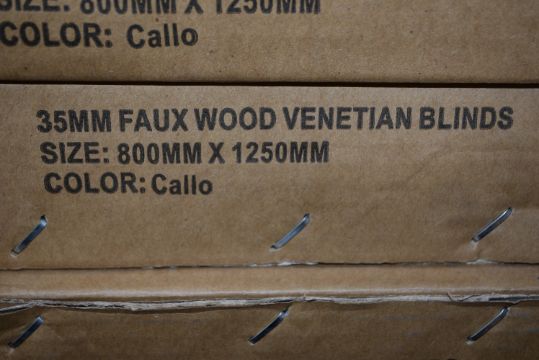 SIZE: 800MM X 1250MM
COLOR: Callo
35MM FAUX WOOD VENETIAN BLINDS
SIZE: 800MM X 1250MM
COLOR: Callo